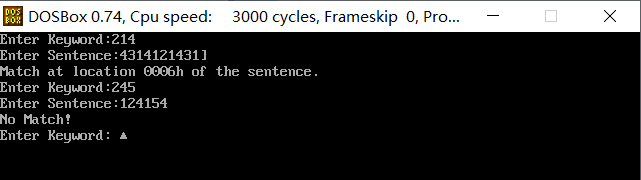 DOSBox 0.74, Cpu speed:    3000 cycles, Frameskip  0, Pro...
Enter Keyword:214
Enter Sentence:4314121431]
Match at location 0006h of the sentence.
Enter Keyword:245
Enter Sentence:124154
No Match!
Enter Keyword: ▲